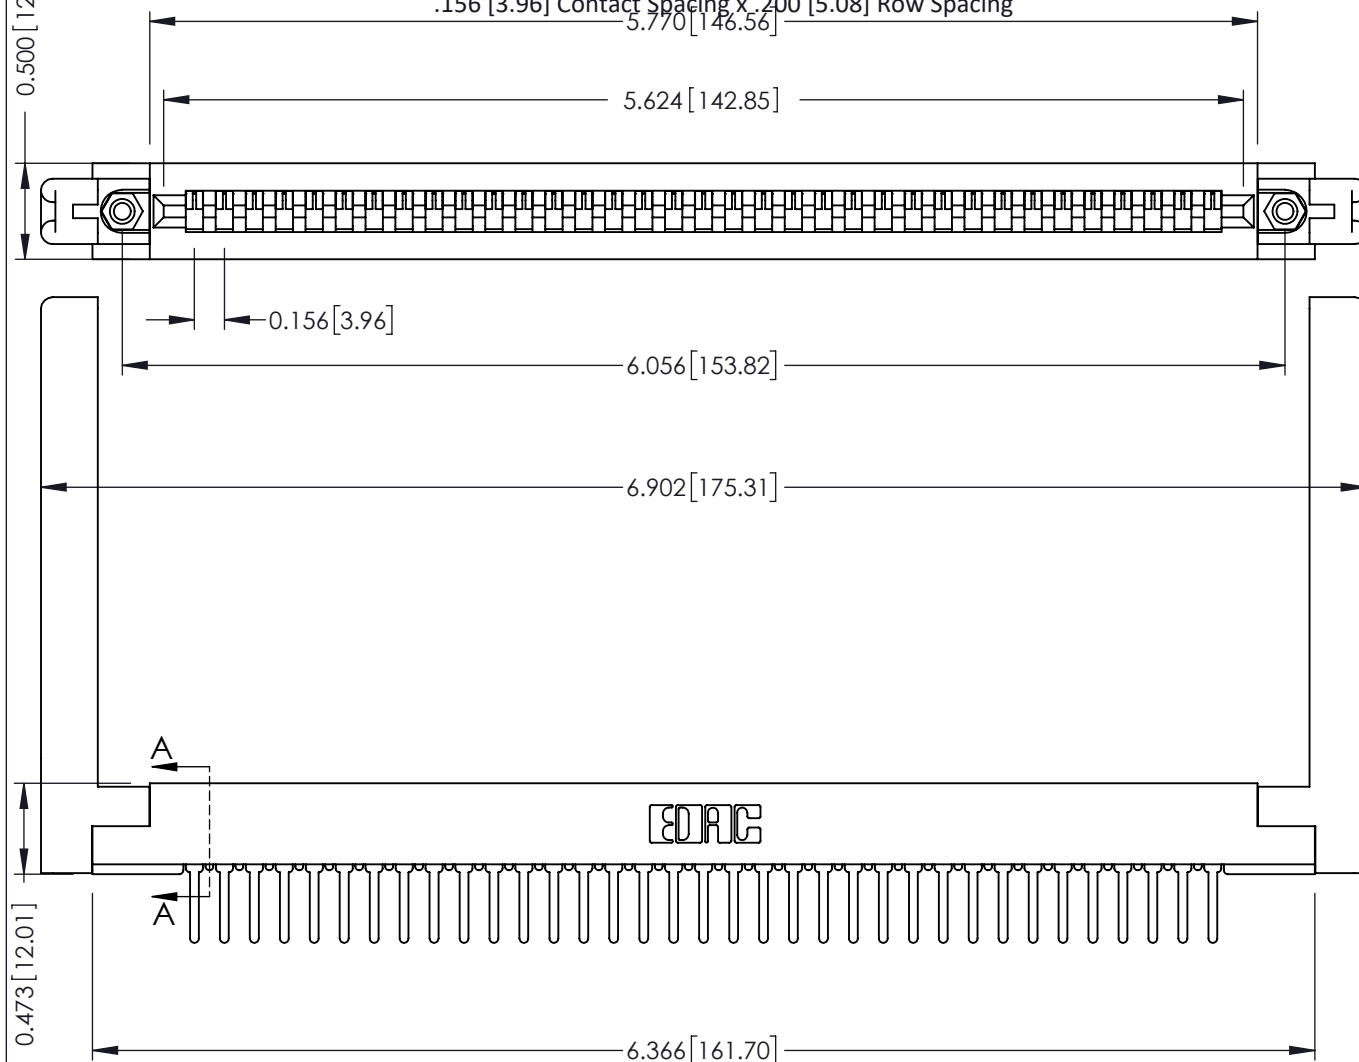 .156 [3.96] Contact Spacing x .200 [5.08] Row Spacing
5.770[146.56]
0.500[12
5.624[142.85]
0.156[3.96]
6.056[153.82]
6.902[175.31]
A
EDAC
A
0.473[12.01]
6.366[161.70]